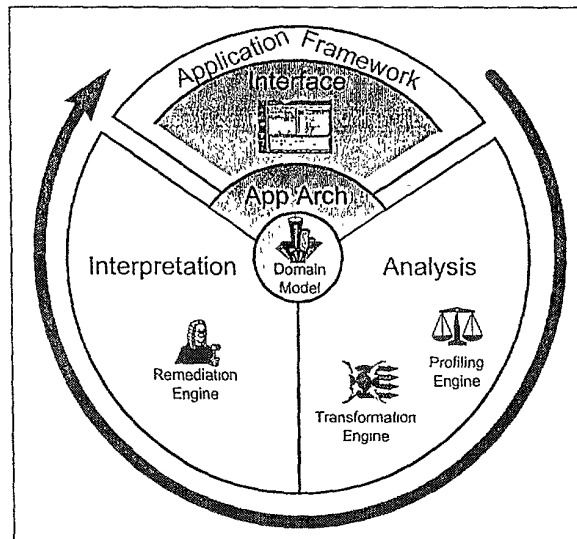 Application Framework
Interface
App Arch
Domain
Model
Interpretation
Analysis
Remediation
Engine
Profiling
Engine
Transformation
Engine